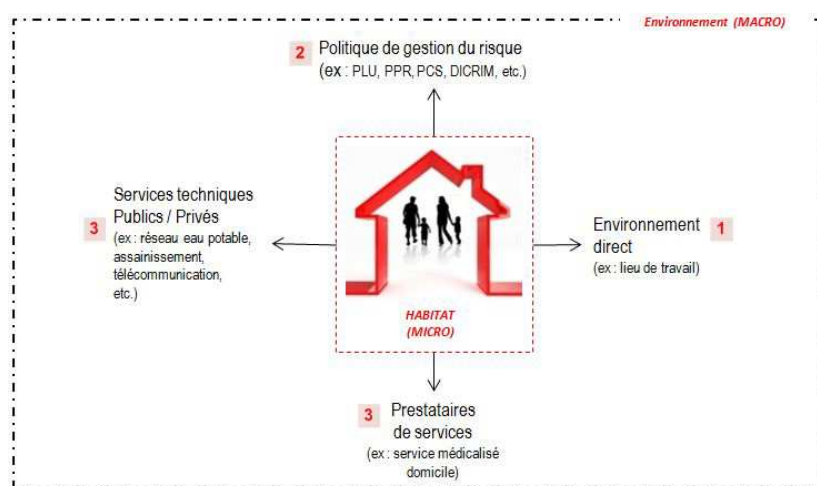 Environnement (MACRO)
2 Politique de gestion du risque
(ex : PLU, PPR, PCS, DICRIM, etc.)
Services techniques
Publics / Privés
3
(ex : réseau eau potable,
assainissement,
télécommunication,
etc.)
Environnement 1
direct
(ex : lieu de travail)
HABITAT
(MICRO)
3 Prestataires
de services
(ex : service médicalisé
domicile)